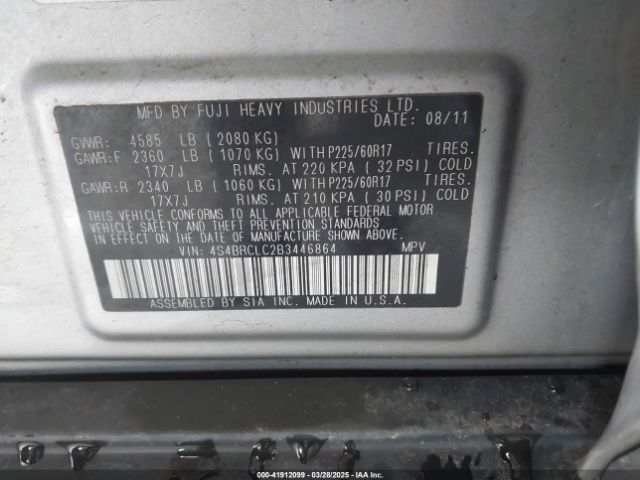 MFD BY FUJI HEAVY INDUSTRIES LTD.
DATE: 08/11
GVWR: 4585 LB ( 2080 KG)
GAWR:F 2360 LB ( 1070 KG) WITH P225/60R17 TIRES.
17X7J RIMS. AT 220 KPA ( 32 PSI) COLD
GAWR:R 2340 LB ( 1060 KG) WITH P225/60R17 TIRES.
17X7J RIMS. AT 210 KPA ( 30 PSI) COLD
THIS VEHICLE CONFORMS TO ALL APPLICABLE FEDERAL MOTOR
VEHICLE SAFETY AND THEFT PREVENTION STANDARDS
IN EFFECT ON THE DATE OF MANUFACTURE SHOWN ABOVE.
VIN: 4S4BRCLC2B3446864 MPV
ASSEMBLED BY SIA INC. MADE IN U.S.A.
000-41912099 - 03/28/2025 - IAAI.COM